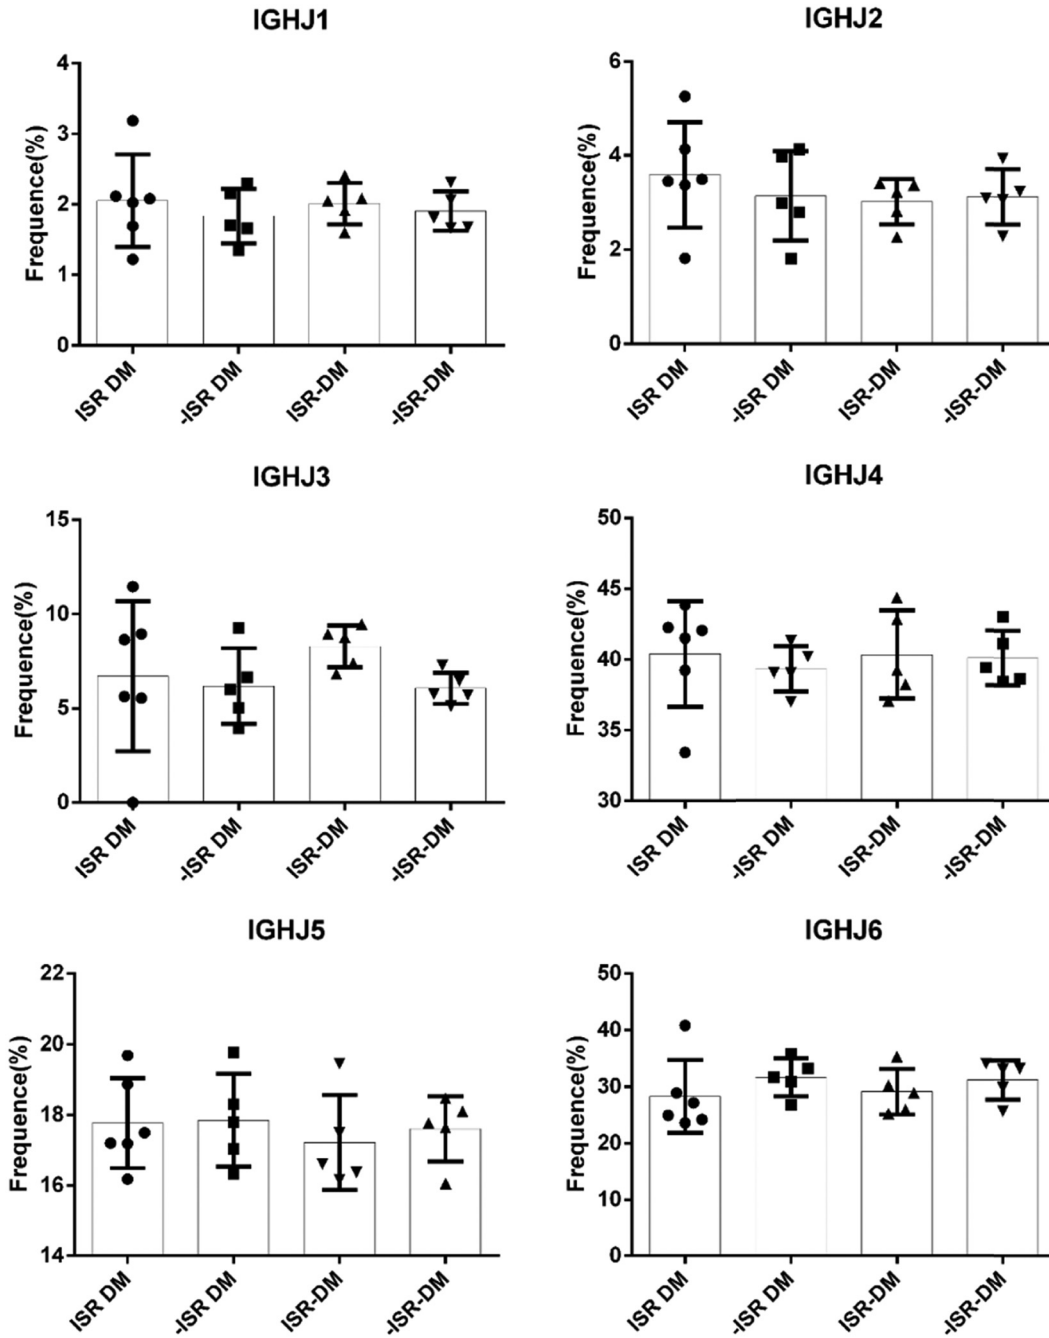 IGHJ1
Frequence(%)
4
3
2
1
0
ISR DM
-ISR DM
ISR-DM
-ISR-DM
IGHJ2
Frequence(%)
6
4
2
0
ISR DM
-ISR DM
ISR-DM
-ISR-DM
IGHJ3
Frequence(%)
15
10
5
0
ISR DM
-ISR DM
ISR-DM
-ISR-DM
IGHJ4
Frequence(%)
50
45
40
35
30
ISR DM
-ISR DM
ISR-DM
-ISR-DM
IGHJ5
Frequence(%)
22
20
18
16
14
ISR DM
-ISR DM
ISR-DM
-ISR-DM
IGHJ6
Frequence(%)
50
40
30
20
10
0
ISR DM
-ISR DM
ISR-DM
-ISR-DM